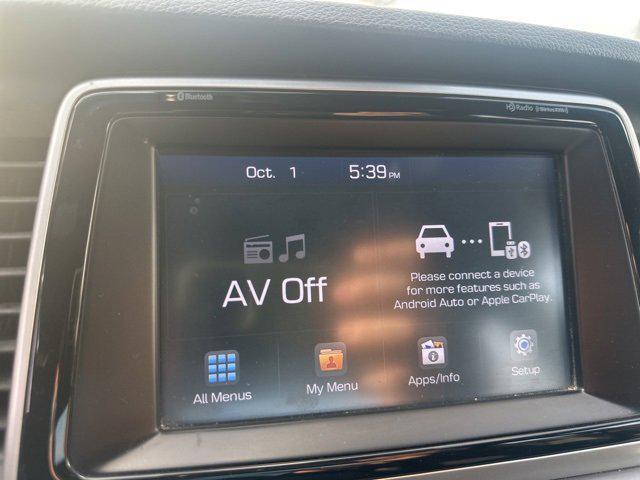 Bluetooth
HD Radio ((SiriusXM))
Oct. 1 5:39 PM
AV Off
Please connect a device
for more features such as
Android Auto or Apple CarPlay.
All Menus
My Menu
Apps/Info
Setup